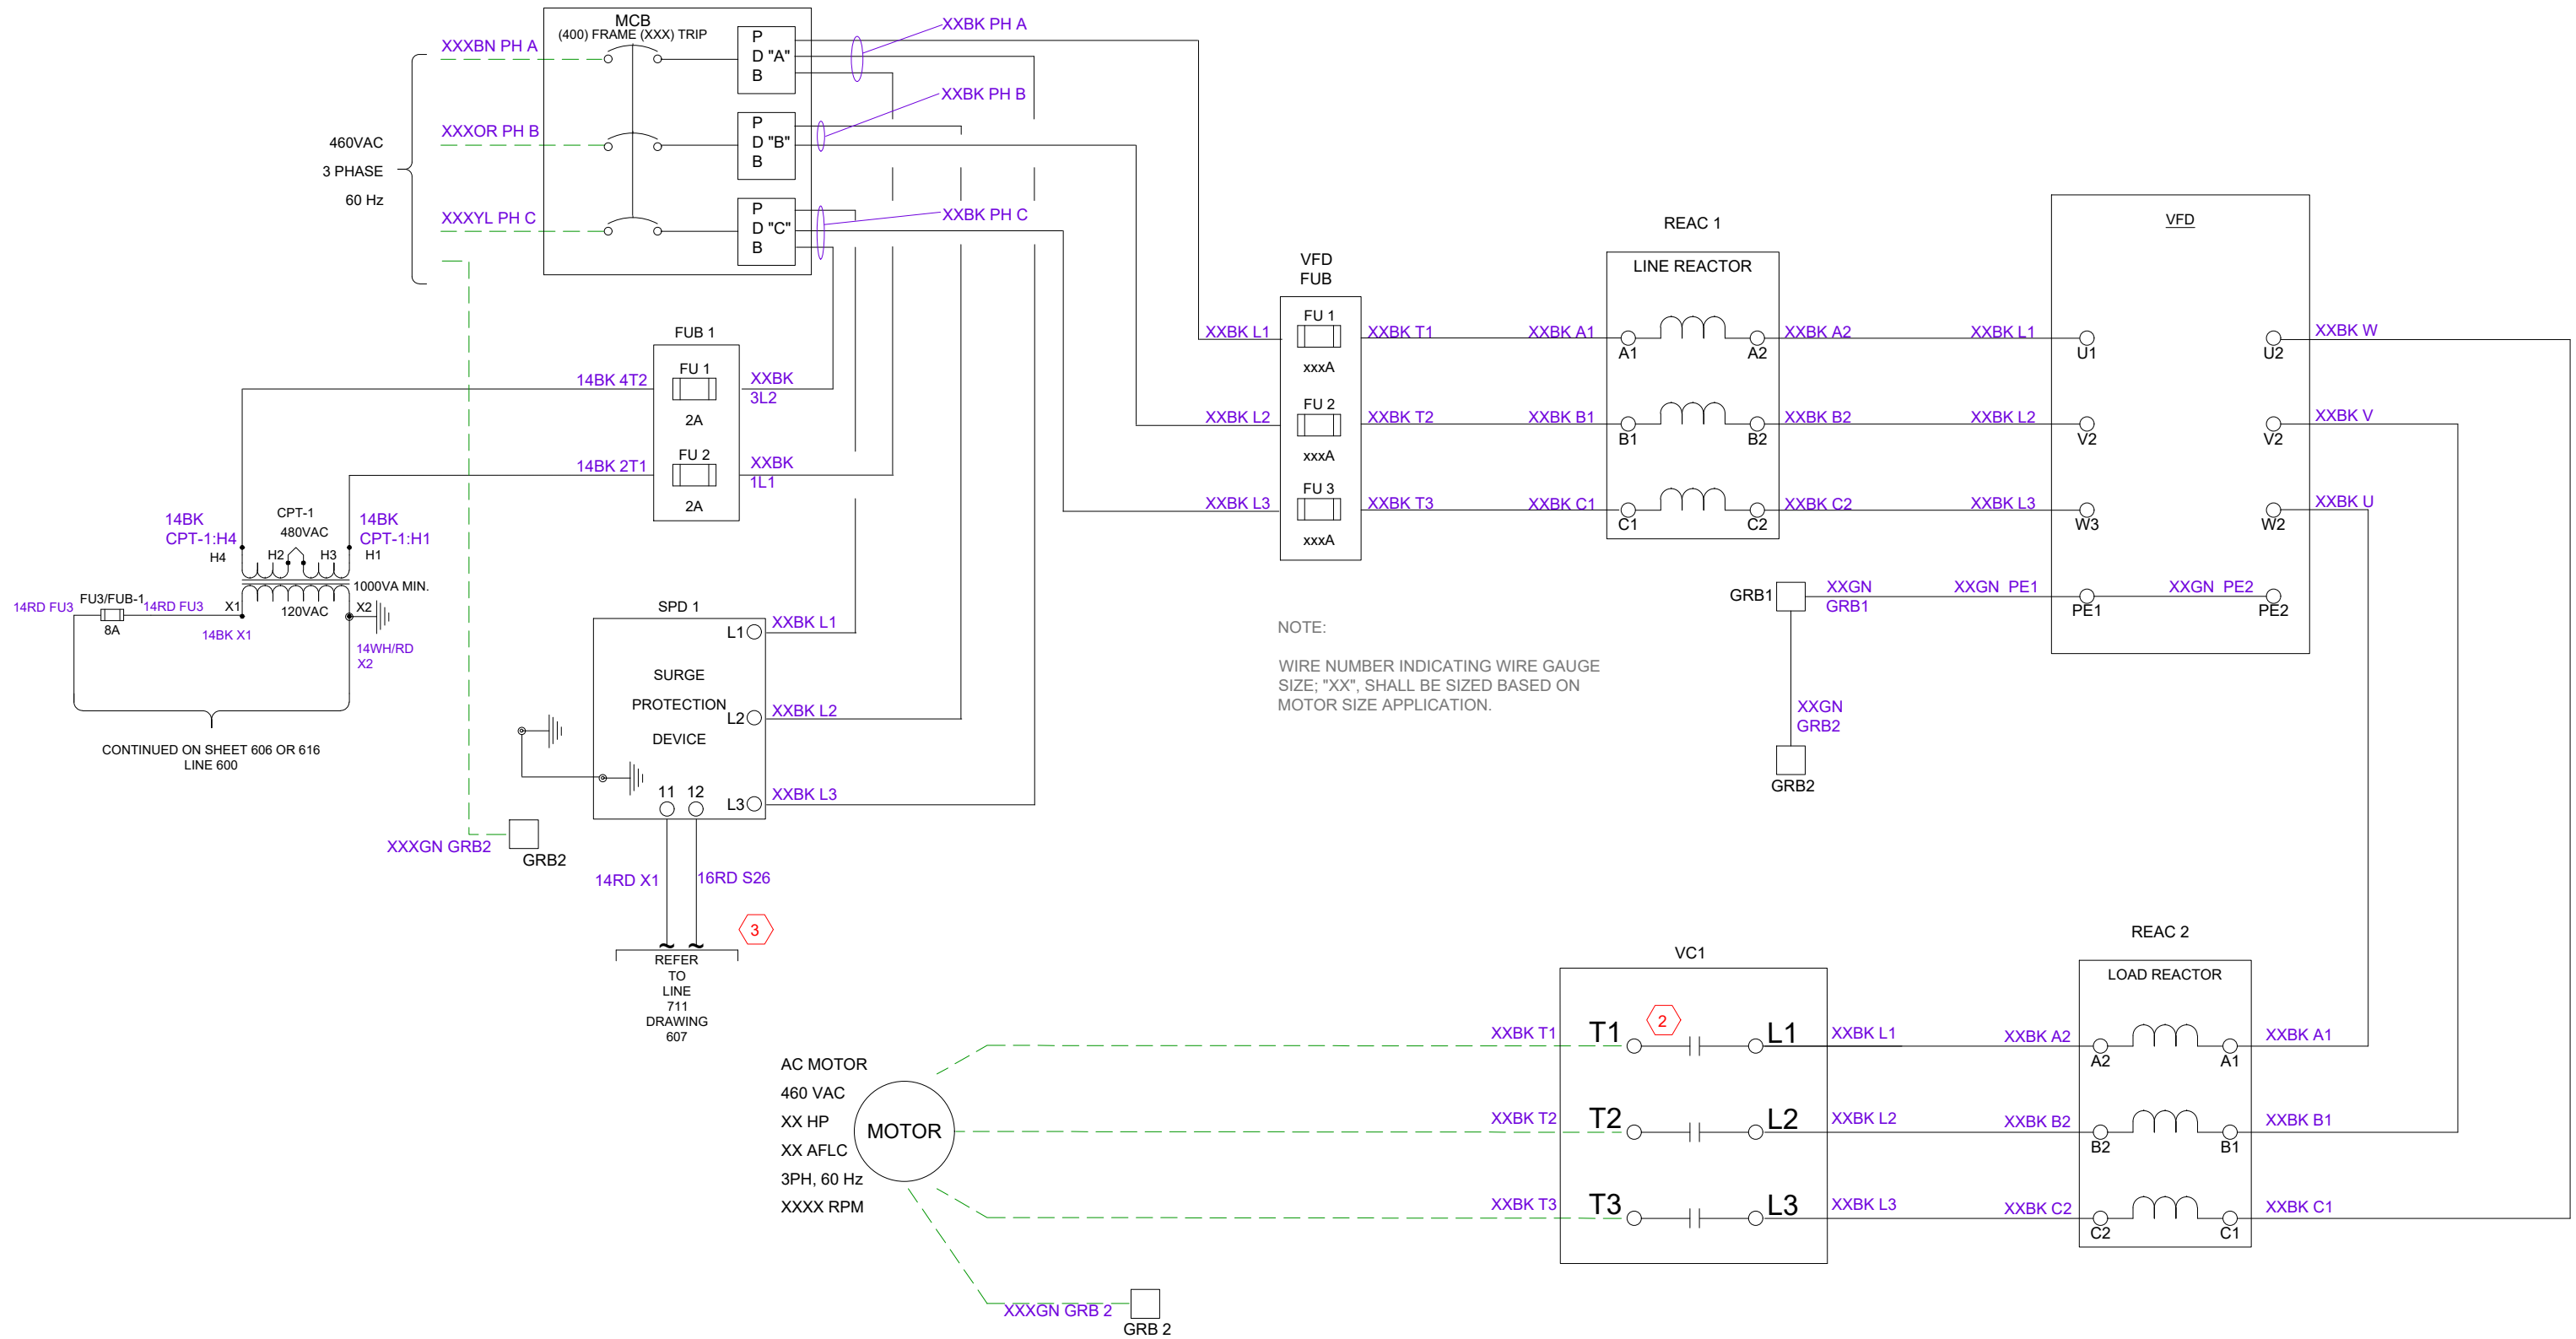 MCB
(400) FRAME (XXX) TRIP
XXXBN PH A
XXXOR PH B
XXXYL PH C
460VAC
3 PHASE
60 Hz
P
D "A"
B
P
D "B"
B
P
D "C"
B
XXBK PH A
XXBK PH B
XXBK PH C
FUB 1
FU 1
2A
FU 2
2A
14BK 4T2
14BK 2T1
XXBK
3L2
XXBK
1L1
14BK
CPT-1:H4
H4
CPT-1
480VAC
H2
H3
14BK
CPT-1:H1
H1
1000VA MIN.
120VAC
X1
X2
14RD FU3
FU3/FUB-1
8A
14RD FU3
14BK X1
14WH/RD
X2
CONTINUED ON SHEET 606 OR 616
LINE 600
XXXGN GRB2
GRB2
SPD 1
SURGE
PROTECTION
DEVICE
L1
L2
L3
XXBK L1
XXBK L2
XXBK L3
11
12
14RD X1
16RD S26
3
REFER
TO
LINE
711
DRAWING
607
VFD
FUB
FU 1
xxxA
FU 2
xxxA
FU 3
xxxA
XXBK L1
XXBK L2
XXBK L3
XXBK T1
XXBK T2
XXBK T3
XXBK A1
XXBK B1
XXBK C1
REAC 1
LINE REACTOR
A1
A2
B1
B2
C1
C2
XXBK A2
XXBK B2
XXBK C2
XXBK L1
XXBK L2
XXBK L3
VFD
U1
U2
V2
V2
W3
W2
PE1
PE2
XXBK W
XXBK V
XXBK U
GRB1
XXGN
GRB1
XXGN PE1
XXGN PE2
XXGN
GRB2
GRB2
NOTE:
WIRE NUMBER INDICATING WIRE GAUGE
SIZE; "XX", SHALL BE SIZED BASED ON
MOTOR SIZE APPLICATION.
REAC 2
LOAD REACTOR
A2
A1
B2
B1
C2
C1
XXBK A1
XXBK B1
XXBK C1
XXBK A2
XXBK B2
XXBK C2
VC1
2
T1
L1
T2
L2
T3
L3
XXBK L1
XXBK L2
XXBK L3
XXBK T1
XXBK T2
XXBK T3
AC MOTOR
460 VAC
XX HP
XX AFLC
3PH, 60 Hz
XXXX RPM
MOTOR
XXXGN GRB 2
GRB 2